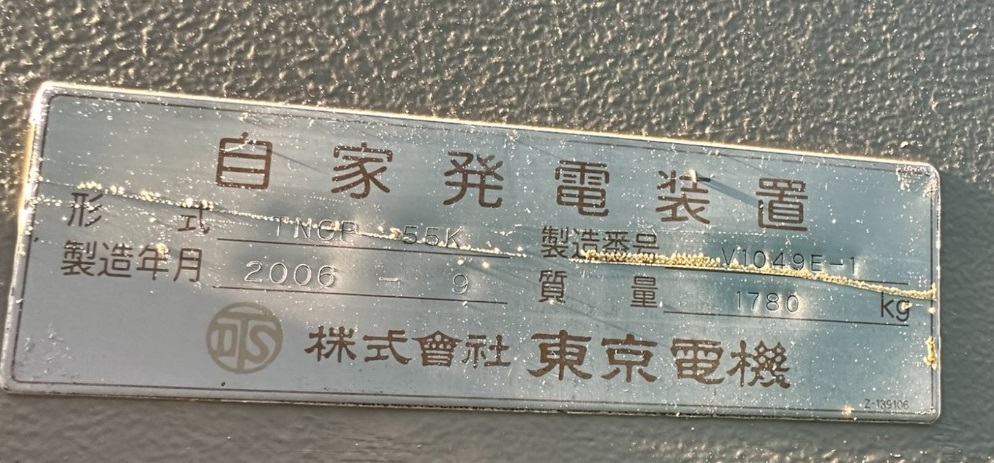 自家発電装置
形式 TNGP-55K 製造番号 V1049E-1
製造年月 2006-9 質量 1780 kg
株式會社 東京電機
Z-139106